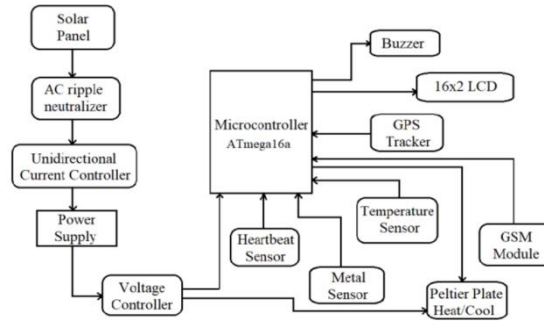 Solar
Panel
AC ripple
neutralizer
Unidirectional
Current Controller
Power
Supply
Voltage
Controller
Microcontroller
ATmega16a
Heartbeat
Sensor
Metal
Sensor
Temperature
Sensor
Buzzer
16x2 LCD
GPS
Tracker
GSM
Module
Peltier Plate
Heat/Cool